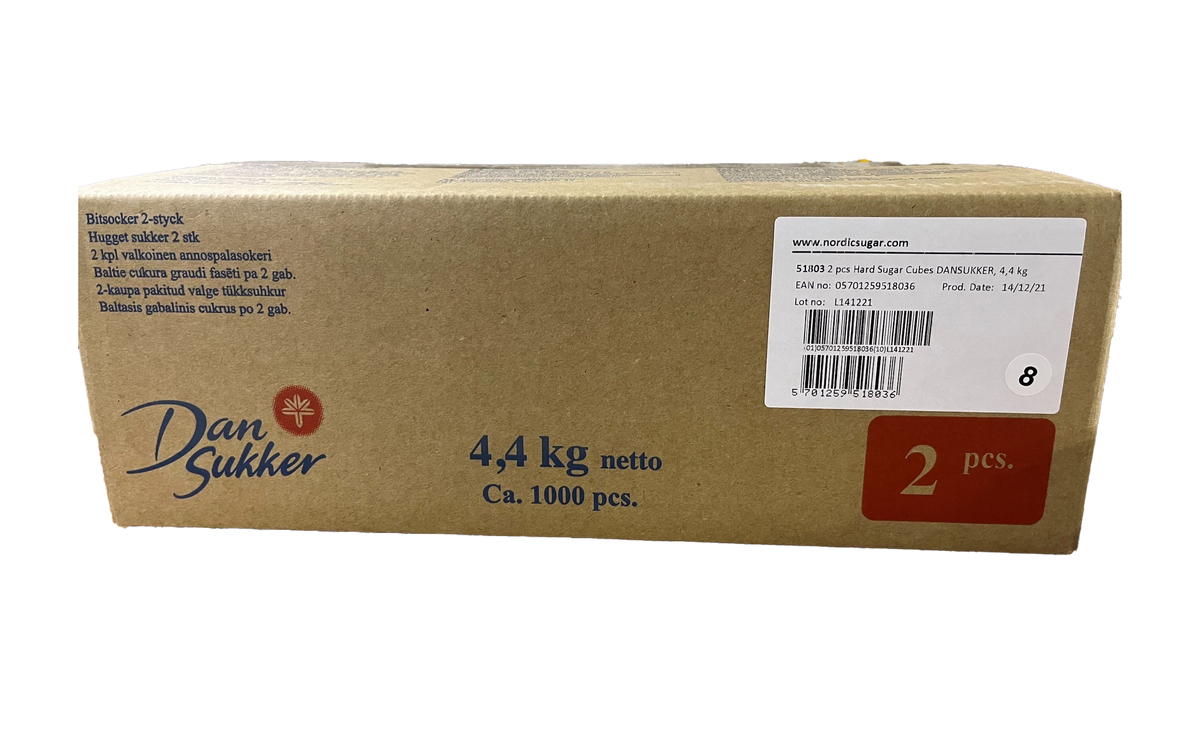 Bitsocker 2-styck
Hugget sukker 2 stk
2 kpl valkoinen annospalasokeri
Baltie cukura graudi fasēti pa 2 gab.
2-kaupa pakitud valge tükksuhkur
Baltasis gabalinis cukrus po 2 gab.
Dan
Sukker
4,4 kg netto
Ca. 1000 pcs.
www.nordicsugar.com
51803 2 pcs Hard Sugar Cubes DANSUKKER, 4,4 kg
EAN no: 05701259518036 Prod. Date: 14/12/21
Lot no: L141221
(01)05701259518036(10)L141221
5 701259 518036
8
2 pcs.